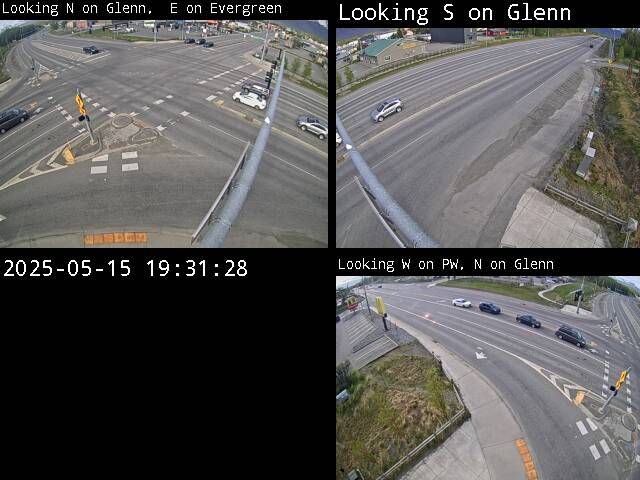 Looking N on Glenn,  E on Evergreen
Looking S on Glenn
2025-05-15 19:31:28
Looking W on PW, N on Glenn